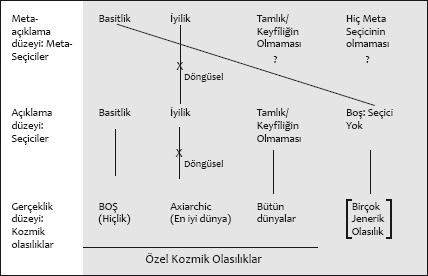 Meta-
açıklama
düzeyi: Meta-
Seçiciler
Basitlik
İyilik
Tamlık/
Keyfîliğin
Olmaması
?
Hiç Meta
Seçicinin
olmaması
?
X
Döngüsel
Açıklama
düzeyi:
Seçiciler
Basitlik
İyilik
Tamlık/
Keyfîliğin
Olmaması
Boş: Seçici
Yok
X
Döngüsel
Gerçeklik
düzeyi:
Kozmik
olasılıklar
BOŞ
(Hiçlik)
Axiarchic
(En iyi dünya)
Bütün
dünyalar
Birçok
Jenerik
Olasılık
Özel Kozmik Olasılıklar